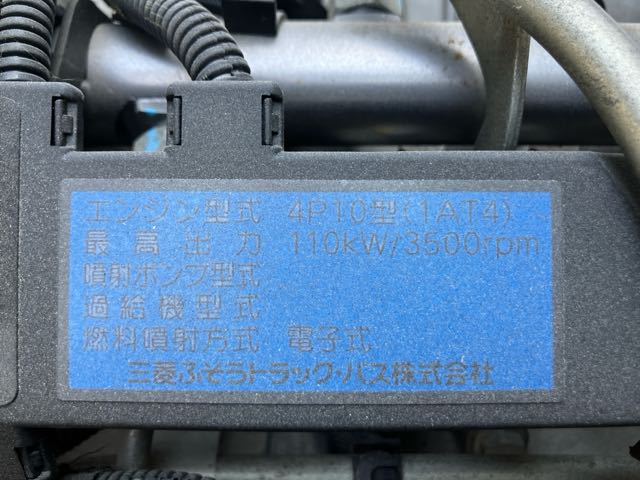 エンジン型式 4P10型(1AT4)
最高出力 110kW/3500rpm
噴射ポンプ型式
過給機型式
燃料噴射方式 電子式
三菱ふそうトラック・バス株式会社